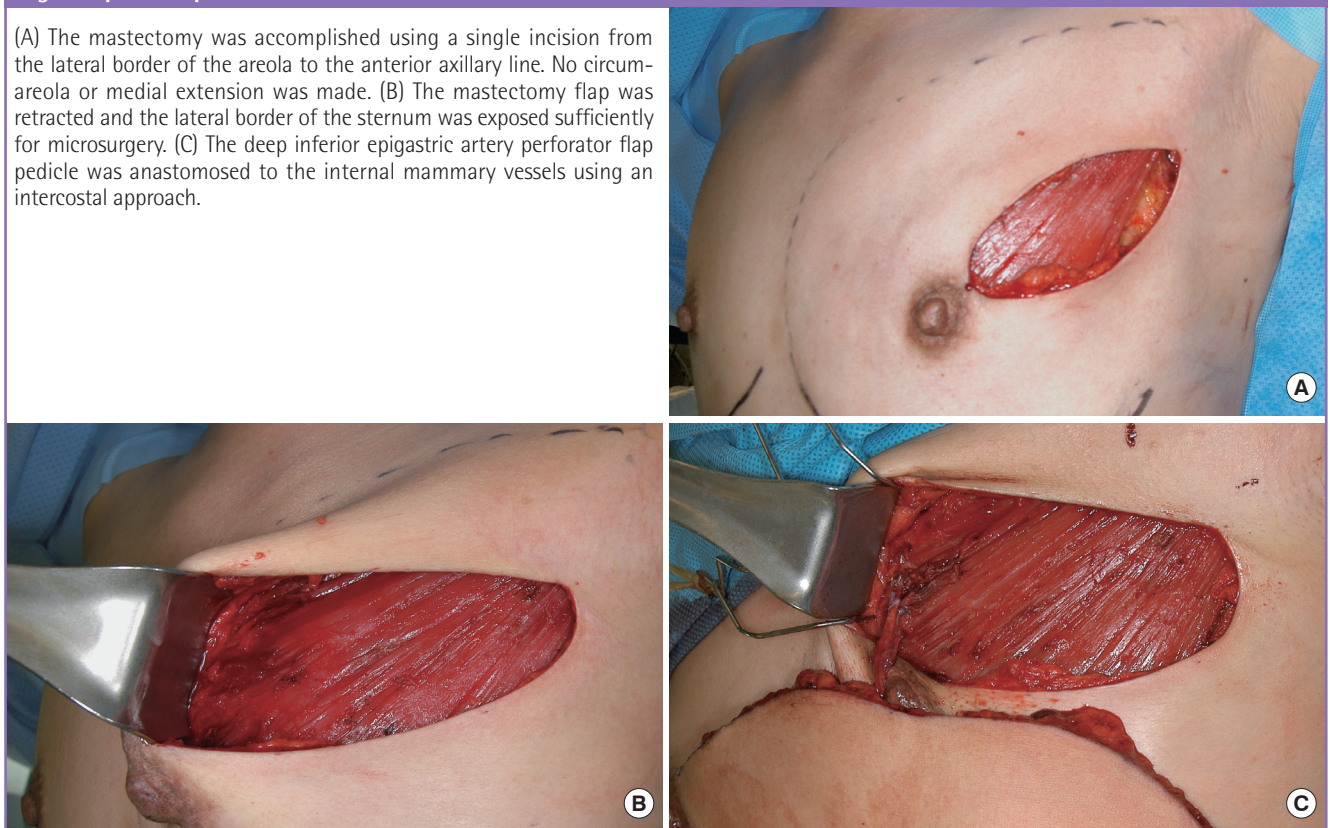 (A) The mastectomy was accomplished using a single incision from
the lateral border of the areola to the anterior axillary line. No circum-
areola or medial extension was made. (B) The mastectomy flap was
retracted and the lateral border of the sternum was exposed sufficiently
for microsurgery. (C) The deep inferior epigastric artery perforator flap
pedicle was anastomosed to the internal mammary vessels using an
intercostal approach.
A
B
C